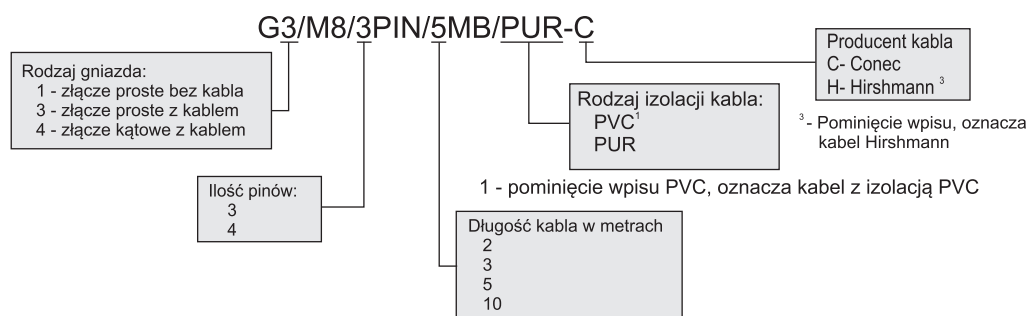 G3/M8/3PIN/5MB/PUR-C
Rodzaj gniazda:
1 - złącze proste bez kabla
3 - złącze proste z kablem
4 - złącze kątowe z kablem
Producent kabla
C- Conec
H- Hirshmann ³
Rodzaj izolacji kabla:
PVC¹
PUR
³ - Pominięcie wpisu, oznacza
kabel Hirshmann
Ilość pinów:
3
4
1 - pominięcie wpisu PVC, oznacza kabel z izolacją PVC
Długość kabla w metrach
2
3
5
10